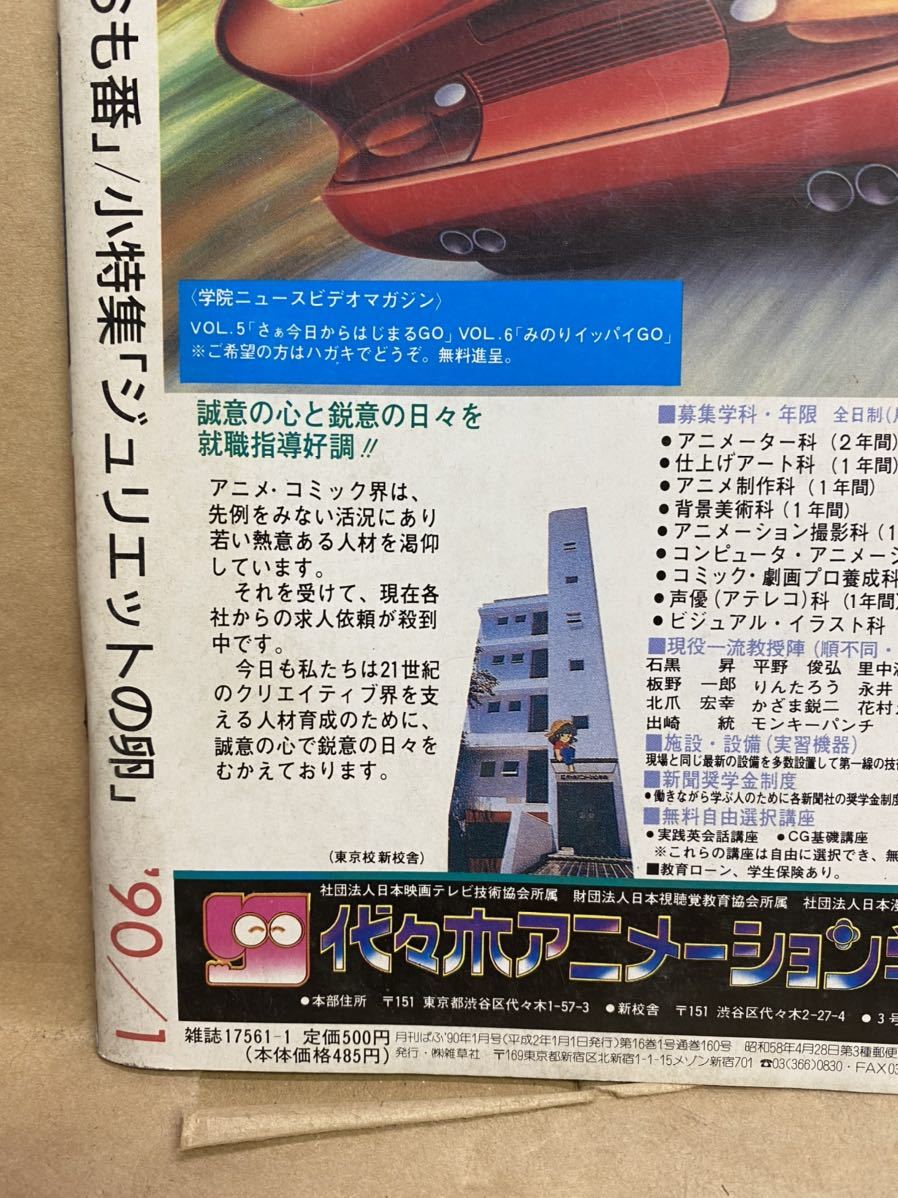 も番」/小特集「ジュリエットの卵」 '90/1
〈学院ニュースビデオマガジン〉
VOL.5「さぁ今日からはじまるGO」VOL.6「みのりイッパイGO」
※ご希望の方はハガキでどうぞ。無料進呈。
誠意の心と鋭意の日々を
就職指導好調!!
アニメ・コミック界は、
先例をみない活況にあり
若い熱意ある人材を渇仰
しています。
それを受けて、現在各
社からの求人依頼が殺到
中です。
今日も私たちは21世紀
のクリエイティブ界を支
える人材育成のために、
誠意の心で鋭意の日々を
むかえております。
(東京校新校舎)
■募集学科・年限 全日制(
●アニメーター科(2年間)
●仕上げアート科(1年間)
●アニメ制作科(1年間)
●背景美術科(1年間)
●アニメーション撮影科(1
●コンピュータ・アニメーシ
●コミック・劇画プロ養成科
●声優(アテレコ)科(1年間)
●ビジュアル・イラスト科
■現役一流教授陣(順不同・
石黒 昇 平野 俊弘 里中
板野 一郎 りんたろう 永井
北爪 宏幸 かざま鋭二 花村
出崎 統 モンキーパンチ
■施設・設備(実習機器)
現場と同じ最新の設備を多数設置して第一線の技
■新聞奨学金制度
●働きながら学ぶ人のために各新聞社の奨学金制度
■無料自由選択講座
●実践英会話講座 ●CG基礎講座
※これらの講座は自由に選択でき、無
■教育ローン、学生保険あり。
社団法人日本映画テレビ技術協会所属 財団法人日本視聴覚教育協会所属 社団法人日本漫
代々木アニメーション
●本部住所 〒151 東京都渋谷区代々木1-57-3 ●新校舎 〒151 渋谷区代々木2-27-4 ●3号
雑誌17561-1 定価500円
(本体価格485円)
月刊ぱふ'90年1月号(平成2年1月1日発行)第16巻1号通巻160号 昭和58年4月28日第3種郵便
発行・㈱雑草社 〒169東京都新宿区北新宿1-1-15メゾン新宿701 ☎03(366)0830・FAX03